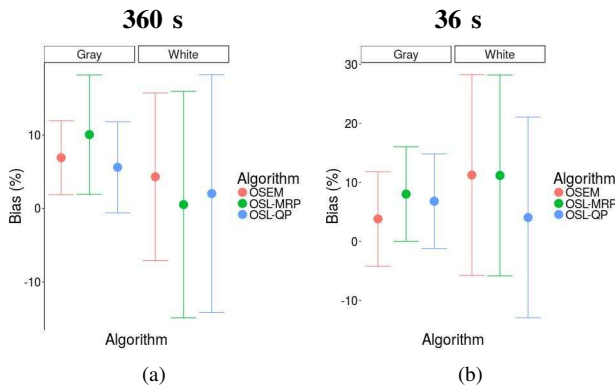 360 s
Gray White
10
0
-10
Bias (%)
Algorithm
Algorithm
OSEM
OSL-MRP
OSL-QP
(a)
36 s
Gray White
30
20
10
0
-10
Bias (%)
Algorithm
Algorithm
OSEM
OSL-MRP
OSL-QP
(b)